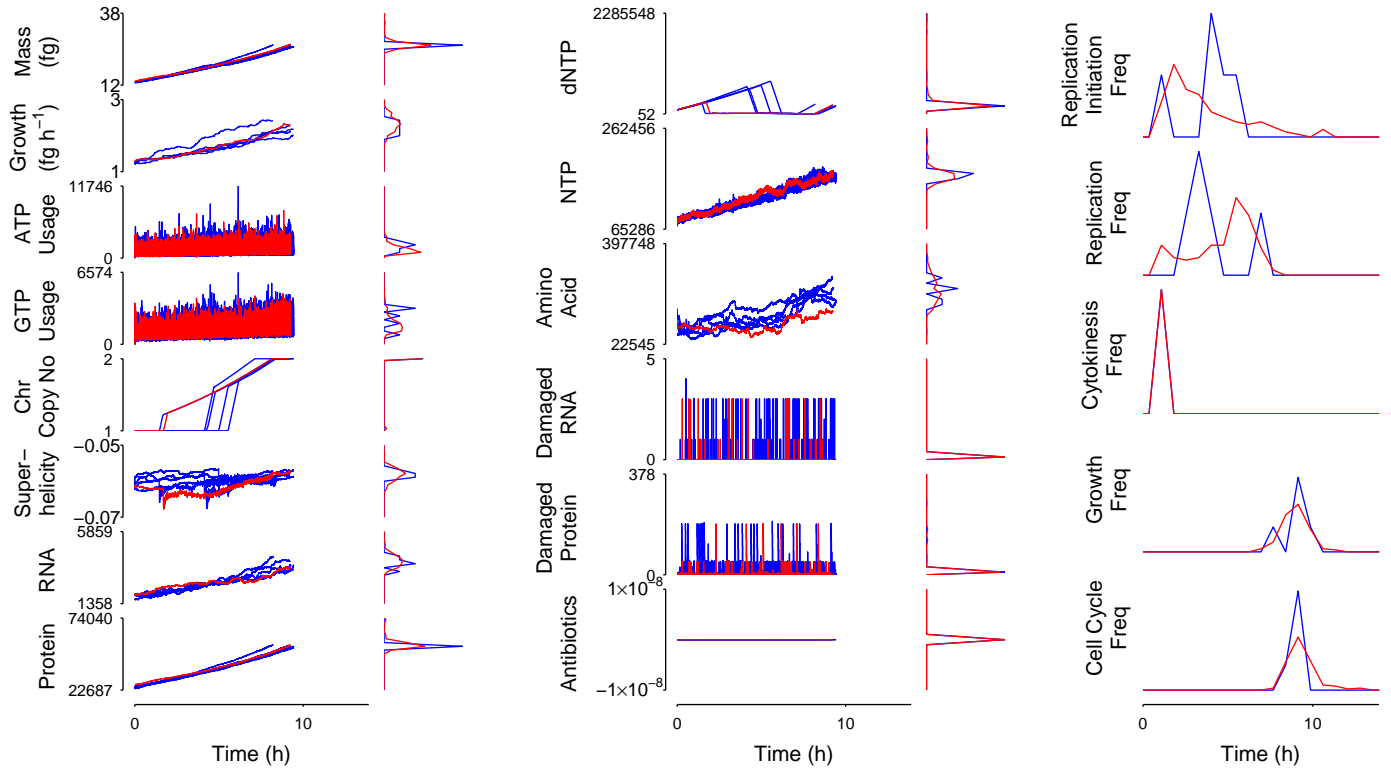 38
Mass
(fg)
12
3
Growth
(fg h−1)
1
11746
ATP
Usage
0
6574
GTP
Usage
0
2
Chr
Copy No
1
−0.05
Super−
helicity
−0.07
5859
RNA
1358
74040
Protein
22687
0
10
Time (h)
2285548
dNTP
52
262456
NTP
65286
397748
Amino
Acid
22545
5
Damaged
RNA
0
378
Damaged
Protein
0
1×10−8
Antibiotics
−1×10−8
0
10
Time (h)
Replication
Initiation
Freq
Replication
Freq
Cytokinesis
Freq
Growth
Freq
Cell Cycle
Freq
0
10
Time (h)